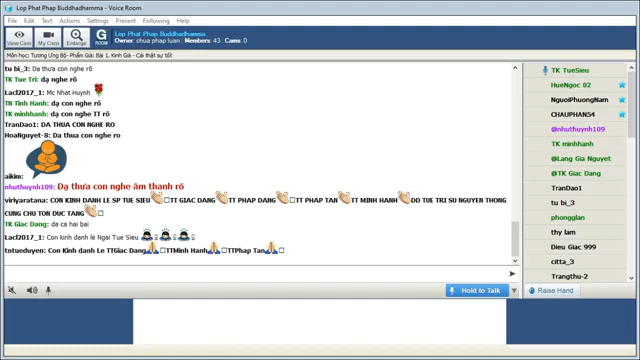 Lop Phat Phap Buddhadhamma - Voice Room
File Edit Text Actions Settings Present Following Help
View Cam
My Cam
Enlarge
G
ROOM
Lop Phat Phap Buddhadhamma
Owner: chua phap luan : Members: 43 : Cams: 0
Môn học: Tương Ưng Bộ- Phẩm Giả: Bài 1. Kinh Giả - Cái thật sự tốt
tu bi_3: Dạ thưa con nghe rõ
TK Tue Tri: dạ nghe rõ
Lacl2017_1: Mc Nhat Huynh
TN Tinh Hanh: dạ con nghe rõ
TK minhhanh: dạ con nghe TT rõ
TranDao1: DA THUA CON NGHE RO
HoaNguyet-8: Da thua con nghe ro
aikim:
nhuthuynh109: Dạ thưa con nghe âm thanh rõ
viriyaratana: CON KINH DANH LE SP TUE SIEU TT GIAC DANG TT PHAP DANG TT PHAP TAN TT MINH HANH DD TUE TRI SU NGUYEN THONG
CUNG CHU TON DUC TANG
TK Giac Dang: da ca hai bai
Lacl2017_1: Con kinh danh lê Ngai Tue Sieu
tntueduyen: Con Kinh danh Le TTGiac Dang TTMinh Hanh TTPhap Tan
Hold to Talk
TK TueSieu
HueNgoc 02
NguoiPhuongNam
CHAUPHAN54
@nhuthuynh109
TK minhhanh
@Lang Gia Nguyet
@TK Giac Dang
TranDao1
tu bi_3
phongglan
thy lam
Dieu Giac 999
citta_3
Trangthu-2
Raise Hand